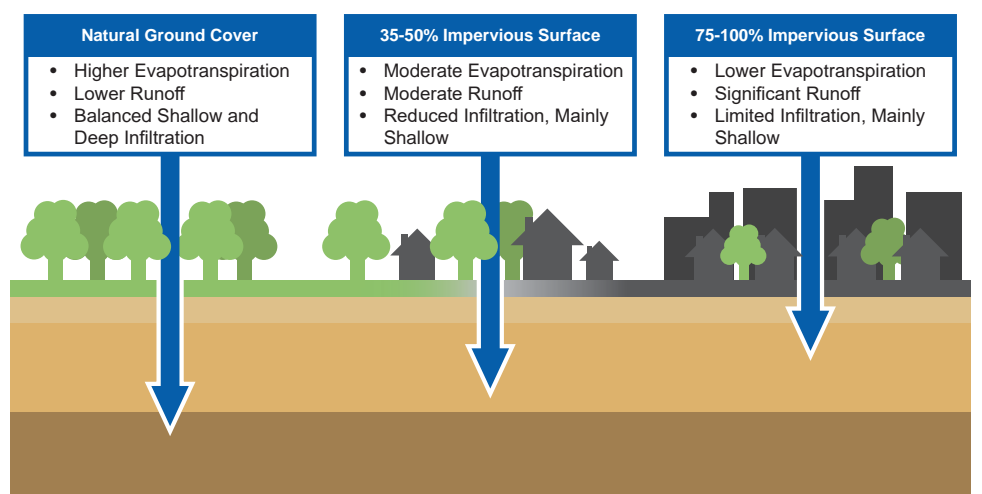 Natural Ground Cover
• Higher Evapotranspiration
• Lower Runoff
• Balanced Shallow and
Deep Infiltration
35-50% Impervious Surface
• Moderate Evapotranspiration
• Moderate Runoff
• Reduced Infiltration, Mainly
Shallow
75-100% Impervious Surface
• Lower Evapotranspiration
• Significant Runoff
• Limited Infiltration, Mainly
Shallow